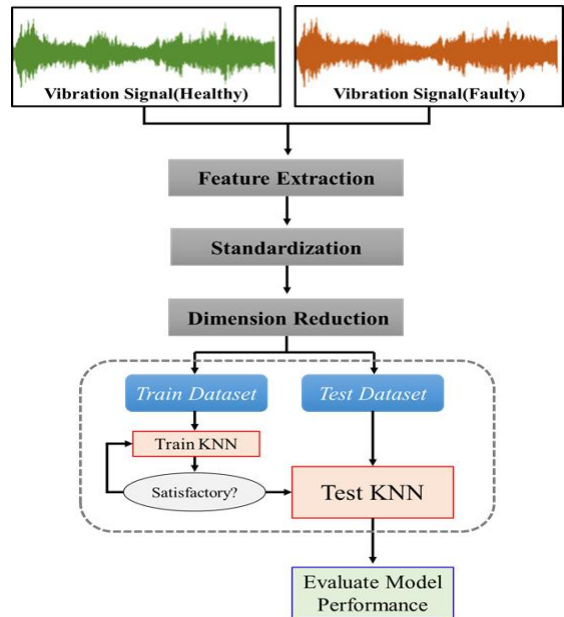 Vibration Signal(Healthy)
Vibration Signal(Faulty)
Feature Extraction
Standardization
Dimension Reduction
Train Dataset
Test Dataset
Train KNN
Satisfactory?
Test KNN
Evaluate Model
Performance